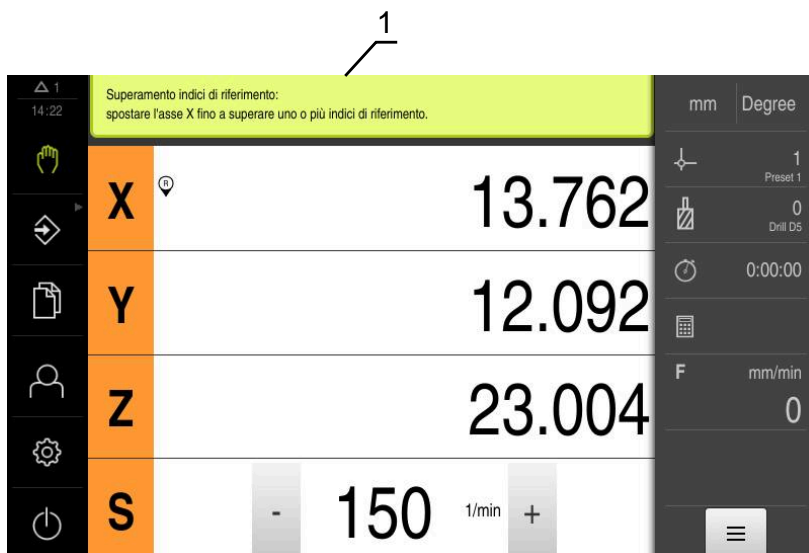 1
1
14:22
Superamento indici di riferimento:
spostare l'asse X fino a superare uno o più indici di riferimento.
mm Degree
X R 13.762
1
Preset 1
Y 12.092
0
Drill D5
0:00:00
Z 23.004
F mm/min
0
S - 150 1/min +